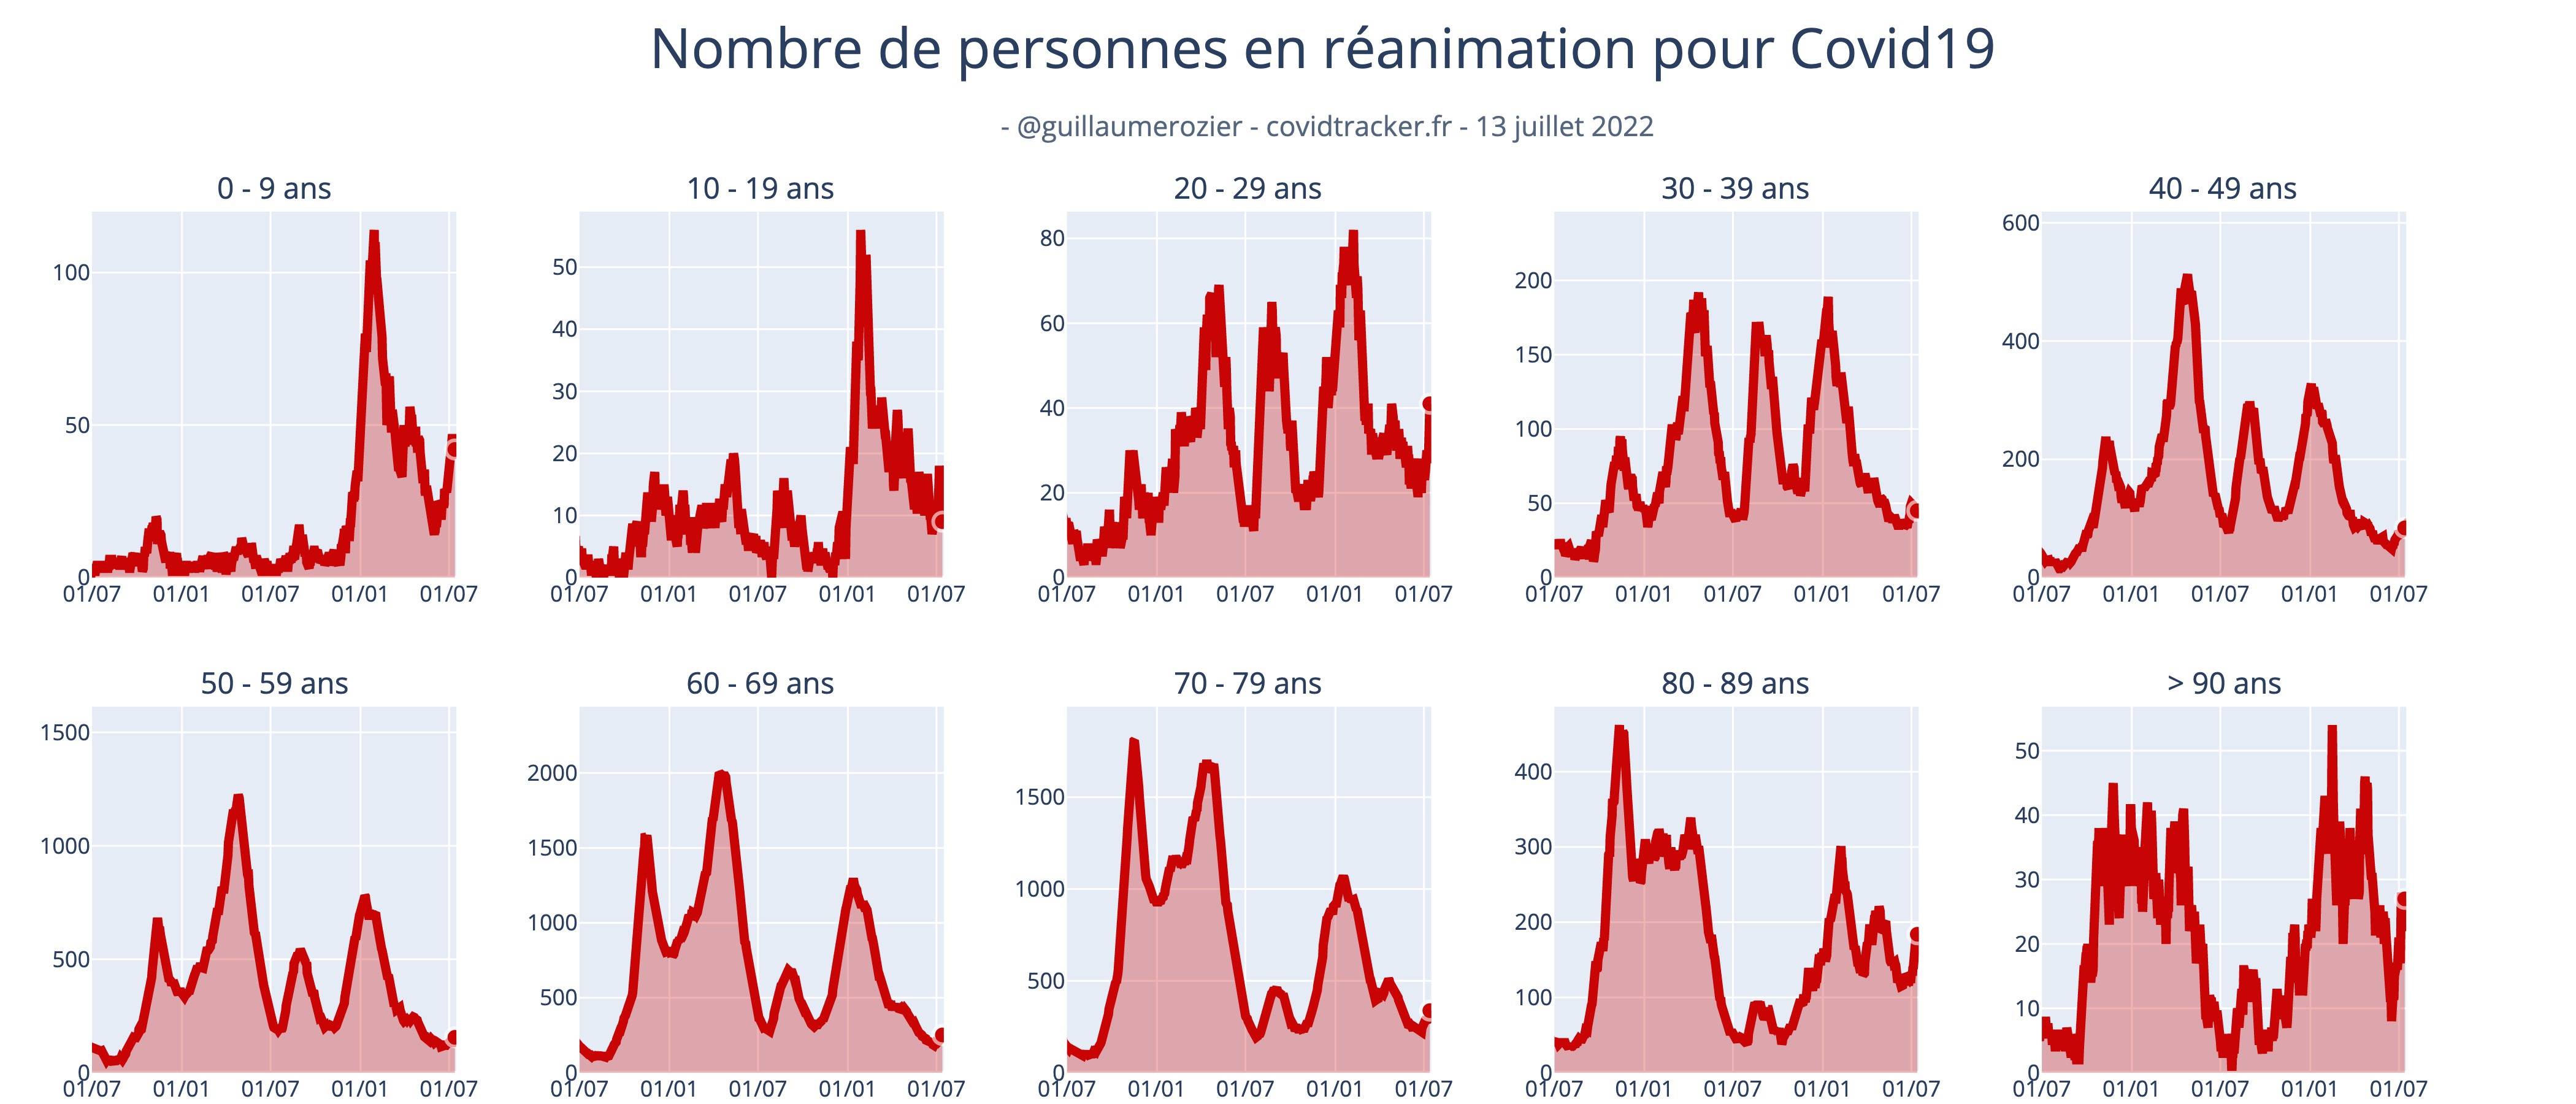 Nombre de personnes en réanimation pour Covid19
- @guillaumerozier - covidtracker.fr - 13 juillet 2022
0 - 9 ans
100
50
0
01/07 01/01 01/07 01/01 01/07
10 - 19 ans
50
40
30
20
10
0
01/07 01/01 01/07 01/01 01/07
20 - 29 ans
80
60
40
20
0
01/07 01/01 01/07 01/01 01/07
30 - 39 ans
200
150
100
50
0
01/07 01/01 01/07 01/01 01/07
40 - 49 ans
600
400
200
0
01/07 01/01 01/07 01/01 01/07
50 - 59 ans
1500
1000
500
0
01/07 01/01 01/07 01/01 01/07
60 - 69 ans
2000
1500
1000
500
0
01/07 01/01 01/07 01/01 01/07
70 - 79 ans
1500
1000
500
0
01/07 01/01 01/07 01/01 01/07
80 - 89 ans
400
300
200
100
0
01/07 01/01 01/07 01/01 01/07
> 90 ans
50
40
30
20
10
0
01/07 01/01 01/07 01/01 01/07